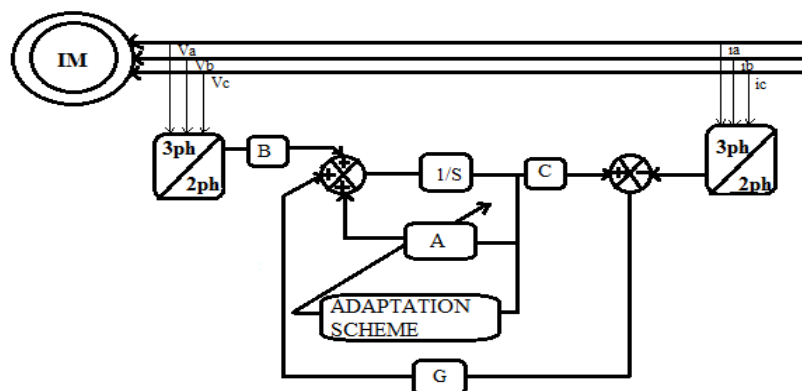 IM
Va
Vb
Vc
ia
ib
ic
3ph
2ph
B
1/S
C
3ph
2ph
A
ADAPTATION
SCHEME
G